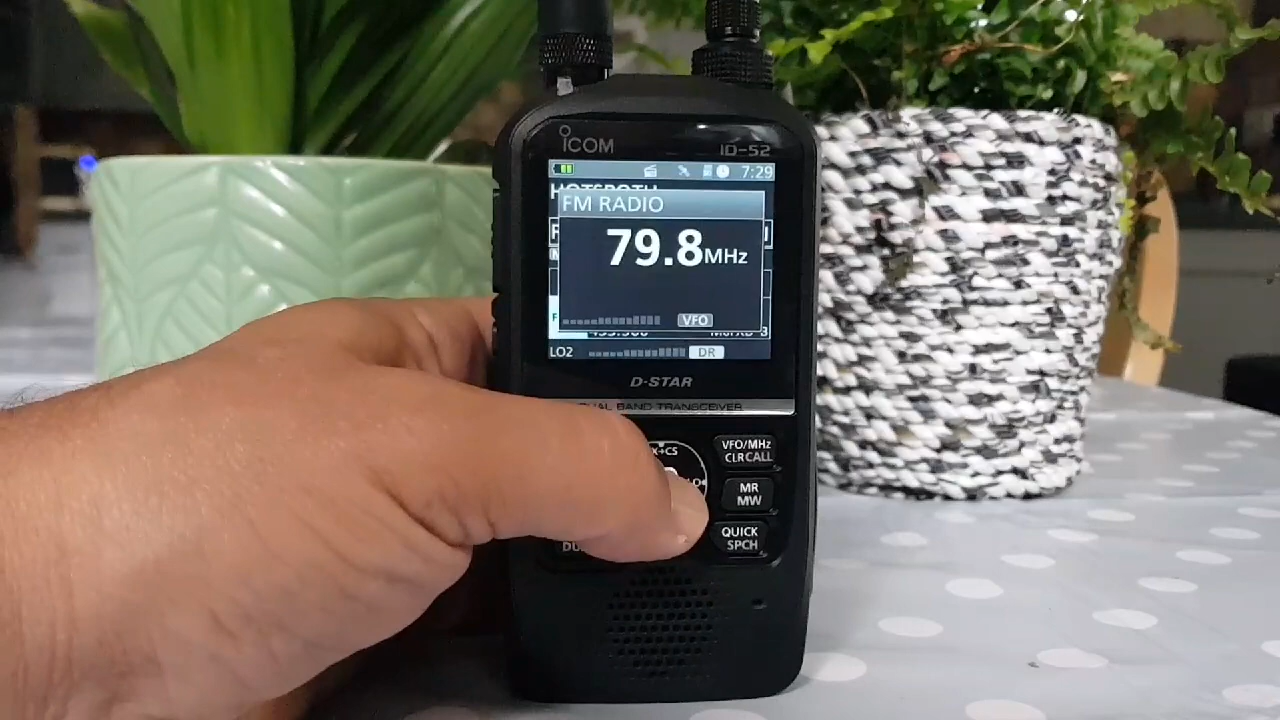 ICOM
ID-52
7:29
HOTSPOTH
FM RADIO
79.8MHz
VFO
LO2
DR
D-STAR
DUAL BAND TRANSCEIVER
VFO/MHz
CLR CALL
MR
MW
QUICK
SPCH